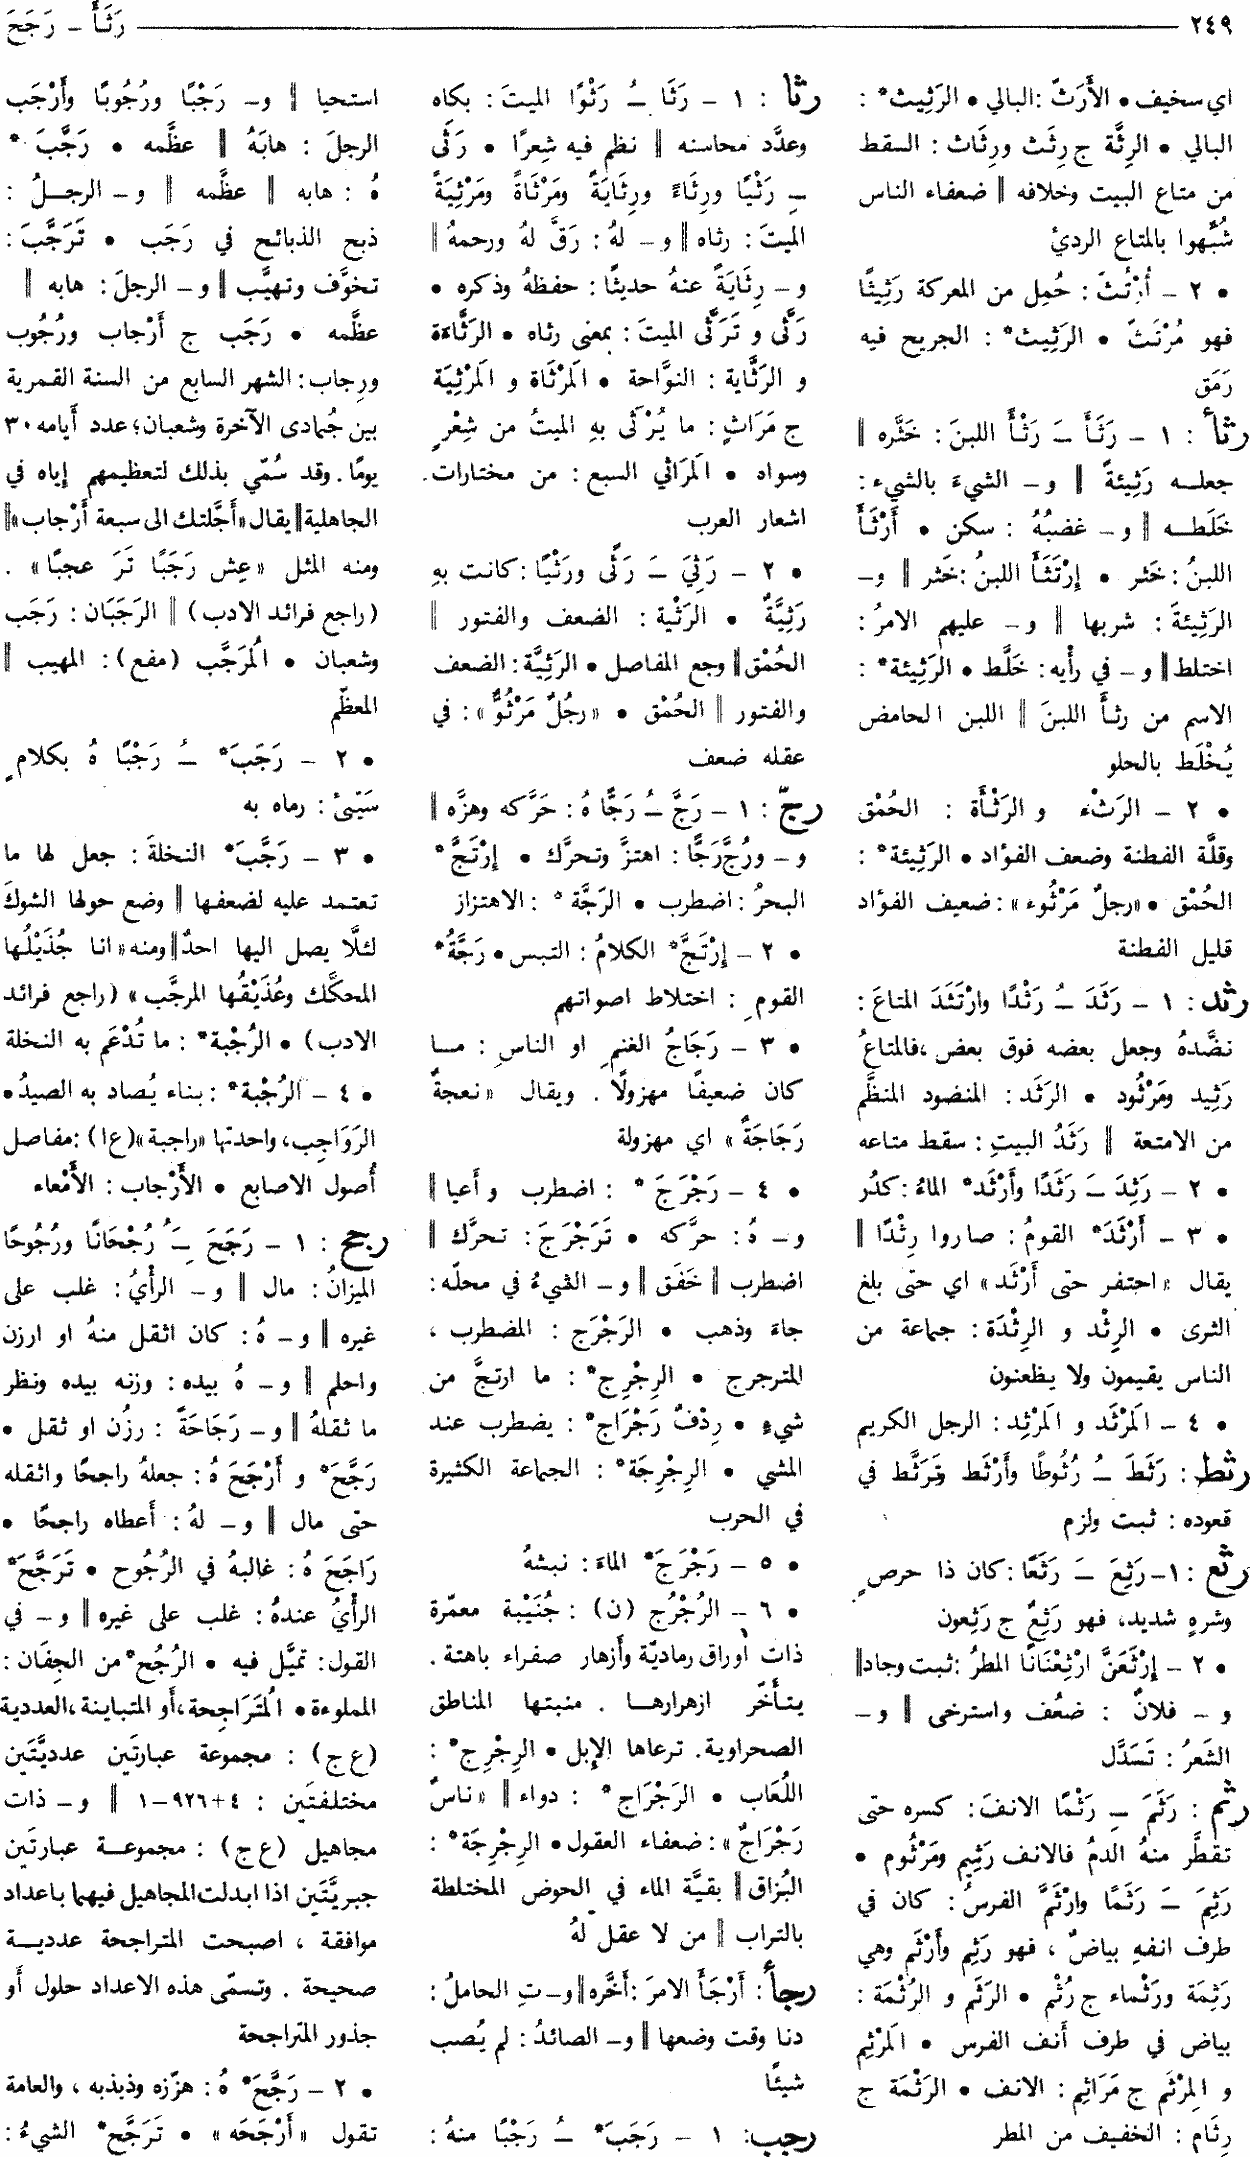 ٢٤٩
رَثَأَ ـ رَجَحَ
اي سخيف • الأَرَثّ : البالي • الرَثِيث* :
البالي • الرِثَّة ج رِثَث ورِثَاث : السقط
من متاع البيت وخلافه ‖ ضعفاء الناس
شُبِّهوا بالمتاع الرديْ
• ٢ ـ أُرْتُثَّ : حُمِل من المعركة رَثِيثًا
فهو مُرْتَثّ • الرَثِيث* : الجريح فيه
رَمَق
رثأ : ١ ـ رَثَأَ ـَ رَثْأً اللبنَ : خَثَّره ‖
جعلـه رَثِيئةً ‖ و ـ الشيءَ بالشيء :
خَلَطـه ‖ و ـ غضبُهُ : سكن • أَرْثَأَ
اللبنُ : خَثر • إِرْتَثَأَ اللبنُ : خَثر ‖ و ـ
الرَثِيئةَ : شربها ‖ و ـ عليهم الامرُ :
اختلط ‖ و ـ في رأيه : خَلَّط • الرَثِيئة* :
الاسم من رثأَ اللبنَ ‖ اللبن الحامض
يُخْلَط بالحلو
• ٢ ـ الرَثْء و الرَثْأَة : الحُمْق
وقلَّة الفطنة وضعف الفؤاد • الرَثِيئة* :
الحُمْق • «رجلٌ مَرْثُوء» : ضعيف الفؤاد
قليل الفطنة
رثد : ١ ـ رَثَدَ ـُ رَثْدًا وارْتَثَدَ المتاعَ :
نضَّدهُ وجعل بعضه فوق بعض، فالمتاعُ
رَثِيد ومَرْثُود • الرَثَد : المنضود المنظَّم
من الامتعة ‖ رَثَدُ البيتِ : سقط متاعه
• ٢ ـ رَثِدَ ـَ رَثَدًا وأَرْثَد* الماءُ : كدُر
• ٣ ـ أَرْثَدَ* القومُ : صاروا رِثْدًا ‖
يقال «احتفر حتى أَرْثَد» اي حتى بلغ
الثرى • الرِثْد و الرِثْدَة : جماعة من
الناس يقيمون ولا يظعنون
• ٤ ـ المَرْثَد و المَرْثِد : الرجل الكريم
رثط : رَثَطَ ـُ رُثُوطًا وأَرْثَط وتَرَثَّط في
قعوده : ثبت ولزم
رثع : ١ ـ رَثِعَ ـَ رَثَعًا : كان ذا حرصٍ
وشرهٍ شديد، فهو رَثِعٌ ج رَثِعون
• ٢ ـ إِرْثَعَنَّ ارْثِعْنَانًا المطرُ : ثبت وجاد ‖
و ـ فلانٌ : ضعُف واسترخى ‖ و ـ
الشَعرُ : تَسَدَّل
رثم : رَثَمَ ـِ رَثْمًا الانفَ : كسره حتى
تقطَّر منهُ الدمُ فالانف رَثِيم ومَرْثُوم •
رَثِمَ ـَ رَثَمًا وارْثَمَّ الفرسُ : كان في
طرف انفهِ بياضٌ ، فهو رَثِم وأَرْثَم وهي
رَثِمَة ورَثْماء ج رُثْم • الرَثَم و الرُثْمَة :
بياض في طرف أَنف الفرس • المَرْثِم
و المِرْثَم ج مَرَاثِم : الانف • الرَثْمَة ج
رِثَام : الخفيف من المطر
رثا : ١ ـ رَثَا ـُ رَثْوًا الميتَ : بكاه
وعدَّد محاسنه ‖ نظم فيه شِعرًا • رَثَى
ـِ رَثْيًا ورِثَاءً ورِثَايَةً ومَرْثَاةً ومَرْثِيَةً
الميتَ : رثاه ‖ و ـ لهُ : رَقَّ لهُ ورحمهُ ‖
و ـ رِثَايَةً عنهُ حديثًا : حفظهُ وذكره •
رَثَّى و تَرَثَّى الميتَ : بمعنى رثاه • الرَثَّاءَة
و الرَثَّاية : النوَّاحة • المَرْثَاة و المَرْثِيَة
ج مَرَاثٍ : ما يُرْثَى بهِ الميتُ من شِعْرٍ
وسواه • المَرَاثي السبع : من مختارات
اشعار العرب
• ٢ ـ رَثِيَ ـَ رَثًى ورَثْيًا : كانت بهِ
رَثِيَّةٌ • الرَثْية : الضعف والفتور ‖
الحُمْق ‖ وجع المفاصل • الرَثِيَّة : الضعف
والفتور ‖ الحُمْق • «رجُلٌ مَرْثُوٌّ» : في
عقله ضعف
رجّ : ١ ـ رَجَّ ـُ رَجًّا هُ : حَرَّكه وهزَّه ‖
و ـ ورُجَّ رَجًّا : اهتزَّ وتحرَّك • إِرْتَجَّ*
البحرُ : اضطرب • الرَجَّة* : الاهتزاز
• ٢ ـ إِرْتَجَّ* الكلامُ : التبس • رَجَّةُ*
القومِ : اختلاط اصواتهم
• ٣ ـ رَجَاجُ الغنمِ او الناسِ : مـا
كان ضعيفًا مهزولًا . ويقال «نعجةٌ
رَجَاجَةٌ» اي مهزولة
• ٤ ـ رَجْرَجَ* : اضطرب وأعيا ‖
و ـ هُ : حرَّكه • تَرَجْرَجَ : تحرَّك ‖
اضطرب ‖ خَفَق ‖ و ـ الشيءُ في محلّه :
جاءَ وذهب • الرَجْرَج : المضطرب ،
المترجرج • الرِجْرِج* : ما ارتجَّ من
شيءٍ • رِدْفٌ رَجْرَاج* : يضطرب عند
المشي • الرِجْرِجَة* : الجماعة الكثيرة
في الحرب
• ٥ ـ رَجْرَجَ* الماءَ : نبشهُ
• ٦ ـ الرُجْرُج (ن) : جُنَيْبة معمّرة
ذات أوراق رماديّة وأزهار صفراء باهتة .
يتـأخَّر ازهرارهـا . منبتها المناطق
الصحراوية . ترعاها الإبل • الرِجْرِج* :
اللُعَاب • الرَجْرَاج* : دواء ‖ «ناسٌ
رَجْرَاجٌ» : ضعفاء العقول • الرِجْرِجَة* :
البُزاق ‖ بقيَّة الماء في الحوض المختلطة
بالتراب ‖ من لا عقل لهُ
رجأ : أَرْجَأَ الامرَ : أَخَّره ‖ و ـ تِ الحاملُ :
دنا وقت وضعها ‖ و ـ الصائدُ : لم يُصب
شيئًا
رجب : ١ ـ رَجَبَ* ـُ رَجْبًا منهُ :
استحيا ‖ و ـ رَجْبًا ورُجُوبًا وأَرْجَب
الرجلَ : هابَهُ ‖ عظَّمه • رَجَّبَ*
هُ : هابه ‖ عظَّمه ‖ و ـ الرجـلُ :
ذبح الذبائح في رَجَب • تَرَجَّبَ :
تخوَّف وتهيَّب ‖ و ـ الرجلَ : هابه ‖
عظَّمه • رَجَب ج أَرْجاب ورُجُوب
ورِجاب : الشهر السابع من السنة القمرية
بين جُمادى الآخرة وشعبان؛ عدد أيامه ٣٠
يومًا . وقد سُمّي بذلك لتعظيمهم إياه في
الجاهلية ‖ يقال «أَجَّلتك الى سبعة أَرْجاب» ‖
ومنه المثل «عِش رَجَبًا تَرَ عجبًا» .
(راجع فرائد الادب) ‖ الرَجَبَان : رَجَب
وشعبان • المُرَجَّب (مفع) : المهيب ‖
المعظّم
• ٢ ـ رَجَبَ* ـُ رَجْبًا هُ بكلامٍ
سَيّىٔ : رماه به
• ٣ ـ رَجَّبَ* النخلةَ : جعل لها ما
تعتمد عليه لضعفها ‖ وضع حولها الشوكَ
لئلَّا يصل اليها احدٌ ‖ ومنه «انا جُذَيْلُها
المحكَّك وعُذَيْقُها المرجَّب» (راجع فرائد
الادب) • الرُجْبة* : ما تُدْعَم به النخلة
• ٤ ـ الرُجْبة* : بناء يُصاد به الصيدُ •
الرَوَاجِب، واحدتها «راجبة» (ع ا) : مفاصل
أُصول الاصابع • الأَرْجاب : الأَمْعاء
رجح : ١ ـ رَجَحَ ـَُِ رُجْحَانًا ورُجُوحًا
الميزانُ : مال ‖ و ـ الرأْيُ : غلب على
غيره ‖ و ـ هُ : كان اثقل منهُ او ارزن
واحلم ‖ و ـ هُ بيده : وزنه بيده ونظر
ما ثقلهُ ‖ و ـ رَجَاحَةً : رزُن او ثقل •
رَجَّحَ* و أَرْجَحَ هُ : جعلهُ راجحًا واثقله
حتى مال ‖ و ـ لهُ : أَعطاه راجحًا •
رَاجَحَ هُ : غالبهُ في الرُجُوح • تَرَجَّحَ*
الرأْيُ عندهُ : غلب على غيره ‖ و ـ في
القول : تميَّل فيه • الرُجُح* من الجِفَان :
المملوءة • المُتَرَاجِحة، أو المتباينة، العددية
(ع ج) : مجموعة عبارتَين عدديَّتَين
مختلفتَين : ٤+٩٢٦−١ ‖ و ـ ذات
مجاهيل (ع ج) : مجموعـة عبارتَين
جبريَّتَين اذا ابدلت المجاهيل فيهما باعداد
موافقة ، اصبحت المتراجحة عدديـة
صحيحة . وتسمّى هذه الاعداد حلول أَو
جذور المتراجحة
• ٢ ـ رَجَّحَ* هُ : هزّزه وذبذبه ، والعامة
تقول «أَرْجَحَه» • تَرَجَّح* الشيءُ :